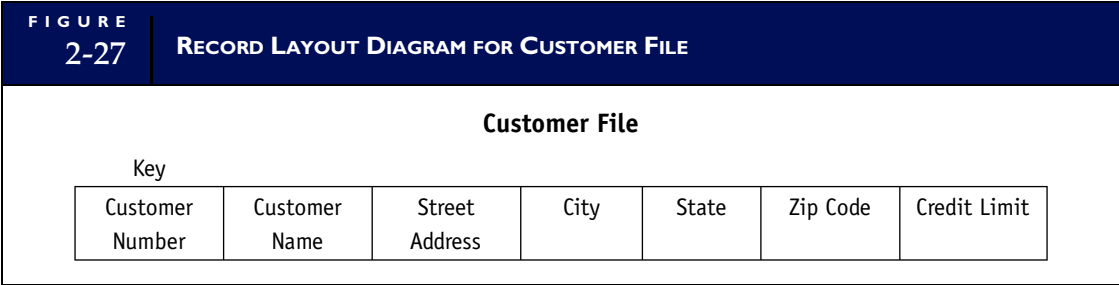 FIGURE
2-27
RECORD LAYOUT DIAGRAM FOR CUSTOMER FILE
Customer File
Key
Customer Number
Customer Name
Street Address
City
State
Zip Code
Credit Limit